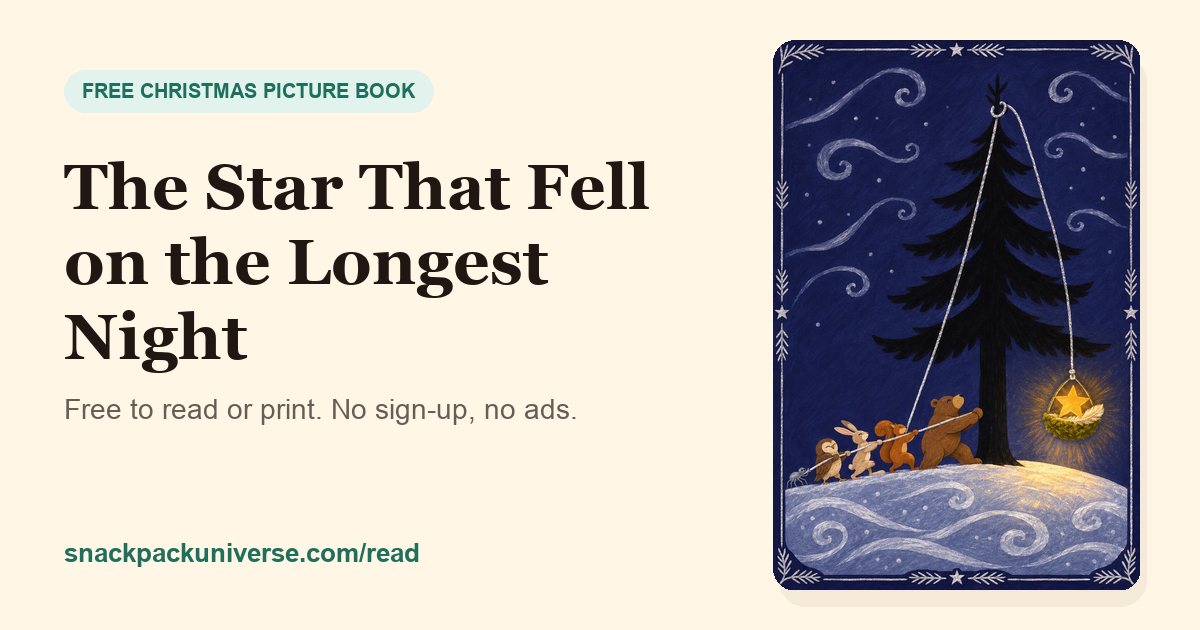 FREE CHRISTMAS PICTURE BOOK
The Star That Fell
on the Longest
Night
Free to read or print. No sign-up, no ads.
snackpackuniverse.com/read